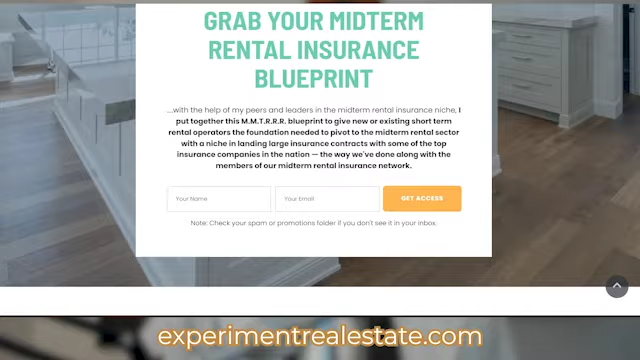 GRAB YOUR MIDTERM
RENTAL INSURANCE
BLUEPRINT
....with the help of my peers and leaders in the midterm rental insurance niche, I
put together this M.M.T.R.R.R. blueprint to give new or existing short term
rental operators the foundation needed to pivot to the midterm rental sector
with a niche in landing large insurance contracts with some of the top
insurance companies in the nation — the way we've done along with the
members of our midterm rental insurance network.
Your Name
Your Email
GET ACCESS
Note: Check your spam or promotions folder if you don't see it in your inbox.
experimentrealestate.com